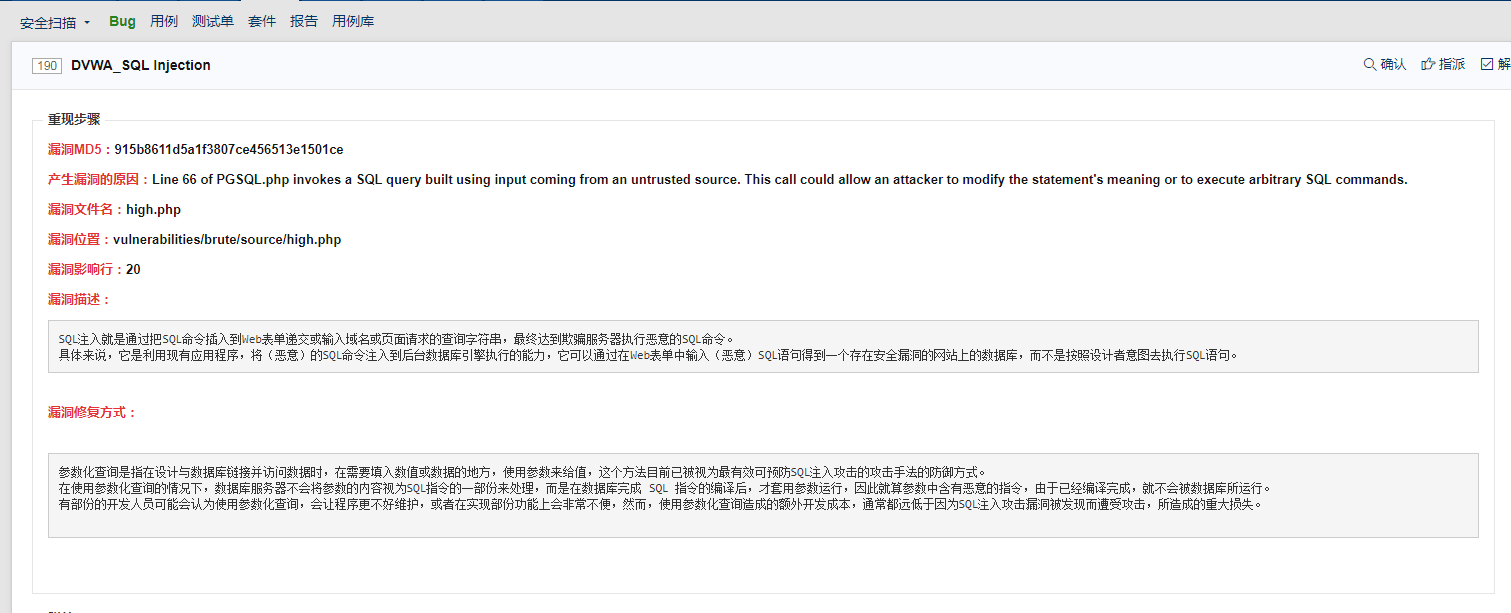 安全扫描 Bug 用例 测试单 套件 报告 用例库
190 DVWA_SQL Injection 确认 指派 解
重现步骤
漏洞MD5：915b8611d5a1f3807ce456513e1501ce
产生漏洞的原因：Line 66 of PGSQL.php invokes a SQL query built using input coming from an untrusted source. This call could allow an attacker to modify the statement's meaning or to execute arbitrary SQL commands.
漏洞文件名：high.php
漏洞位置：vulnerabilities/brute/source/high.php
漏洞影响行：20
漏洞描述：
SQL注入就是通过把SQL命令插入到Web表单递交或输入域名或页面请求的查询字符串，最终达到欺骗服务器执行恶意的SQL命令。
具体来说，它是利用现有应用程序，将（恶意）的SQL命令注入到后台数据库引擎执行的能力，它可以通过在Web表单中输入（恶意）SQL语句得到一个存在安全漏洞的网站上的数据库，而不是按照设计者意图去执行SQL语句。
漏洞修复方式：
参数化查询是指在设计与数据库链接并访问数据时，在需要填入数值或数据的地方，使用参数来给值，这个方法目前已被视为最有效可预防SQL注入攻击的攻击手法的防御方式。
在使用参数化查询的情况下，数据库服务器不会将参数的内容视为SQL指令的一部份来处理，而是在数据库完成 SQL 指令的编译后，才套用参数运行，因此就算参数中含有恶意的指令，由于已经编译完成，就不会被数据库所运行。
有部份的开发人员可能会认为使用参数化查询，会让程序更不好维护，或者在实现部份功能上会非常不便，然而，使用参数化查询造成的额外开发成本，通常都远低于因为SQL注入攻击漏洞被发现而遭受攻击，所造成的重大损失。